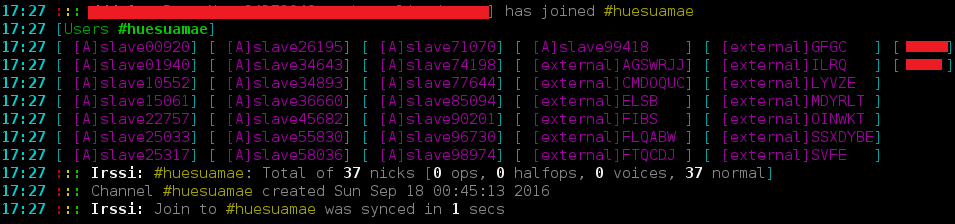 17:27 -:- ] has joined #huesuamae
17:27 [Users #huesuamae]
17:27 [ [A]slave00920] [ [A]slave26195] [ [A]slave71070] [ [A]slave99418 ] [ [external]GFGC ] [ ]
17:27 [ [A]slave01940] [ [A]slave34643] [ [A]slave74198] [ [external]AGSWRJJ] [ [external]ILRQ ] [ ]
17:27 [ [A]slave10552] [ [A]slave34893] [ [A]slave77644] [ [external]CMDOQUC] [ [external]LYVZE ]
17:27 [ [A]slave15061] [ [A]slave36660] [ [A]slave85094] [ [external]ELSB ] [ [external]MDYRLT ]
17:27 [ [A]slave22757] [ [A]slave45682] [ [A]slave90201] [ [external]FIBS ] [ [external]OINWKT ]
17:27 [ [A]slave25033] [ [A]slave55830] [ [A]slave96730] [ [external]FLQABW ] [ [external]SSXDYBE]
17:27 [ [A]slave25317] [ [A]slave58036] [ [A]slave98974] [ [external]FTQCDJ ] [ [external]SVFE ]
17:27 ::: Irssi: #huesuamae: Total of 37 nicks [0 ops, 0 halfops, 0 voices, 37 normal]
17:27 ::: Channel #huesuamae created Sun Sep 18 00:45:13 2016
17:27 ::: Irssi: Join to #huesuamae was synced in 1 secs